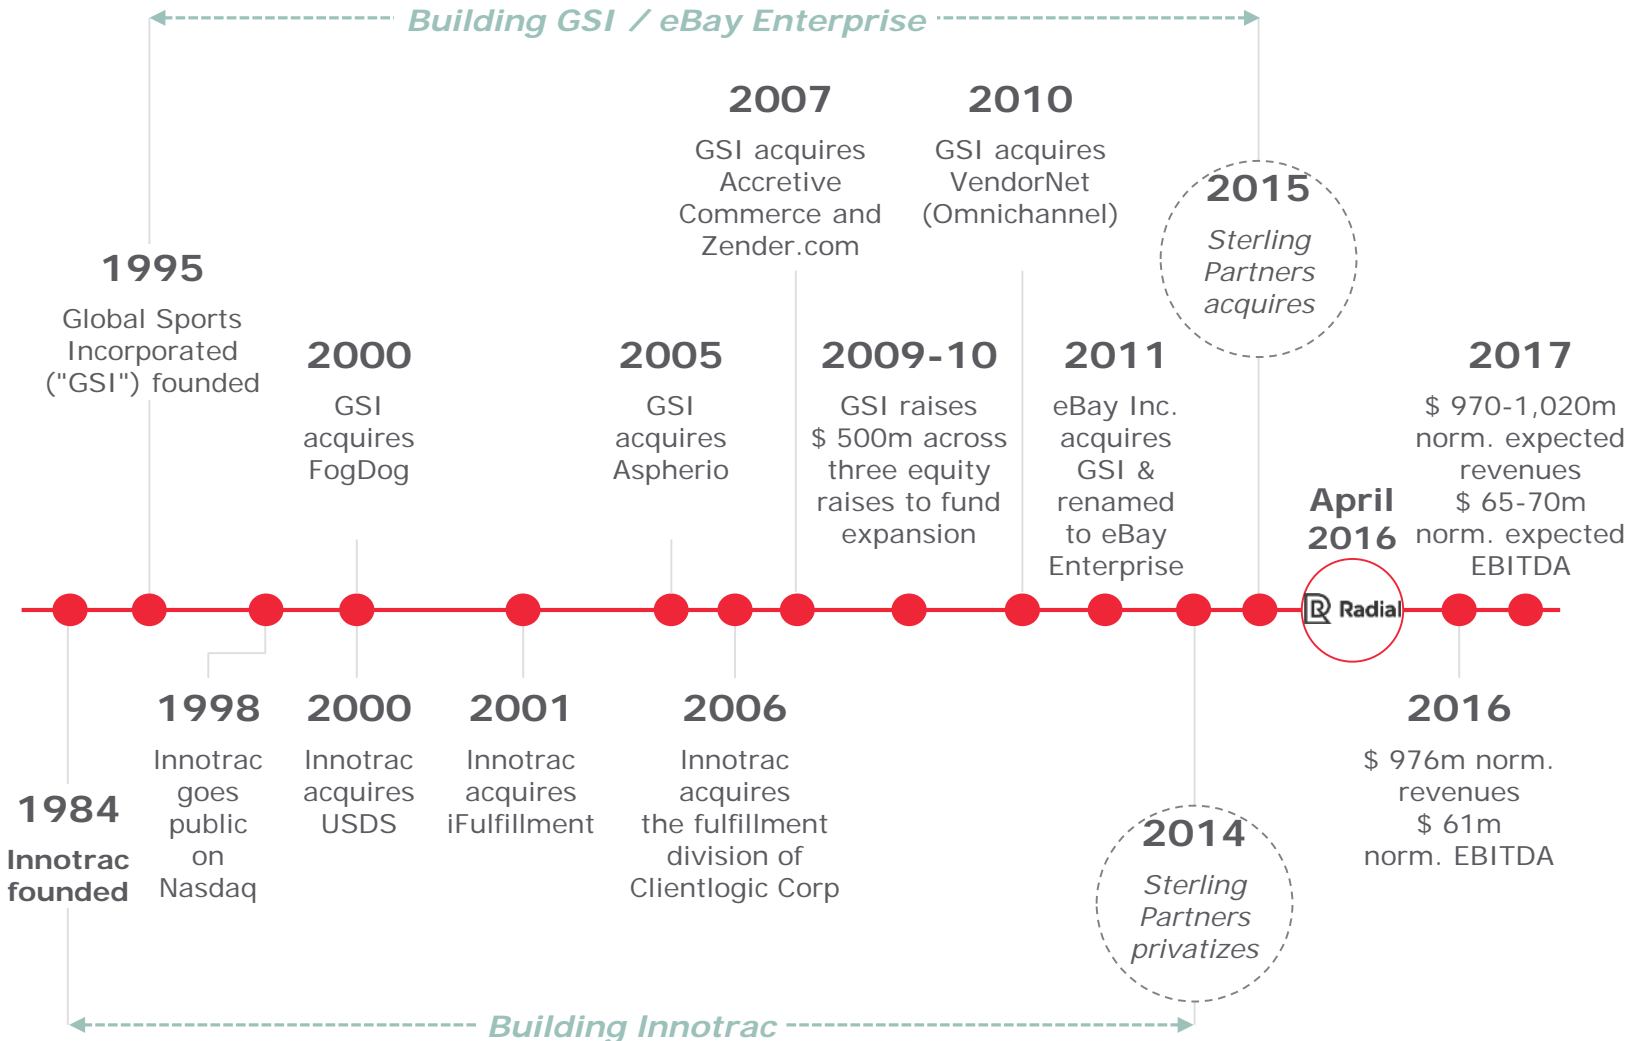 Building GSI / eBay Enterprise
2007
GSI acquires
Accretive
Commerce and
Zender.com
2010
GSI acquires
VendorNet
(Omnichannel)
2015
Sterling
Partners
acquires
1995
Global Sports
Incorporated
("GSI") founded
2000
GSI
acquires
FogDog
2005
GSI
acquires
Aspherio
2009-10
GSI raises
$ 500m across
three equity
raises to fund
expansion
2011
eBay Inc.
acquires
GSI &
renamed
to eBay
Enterprise
April
2016
Radial
2017
$ 970-1,020m
norm. expected
revenues
$ 65-70m
norm. expected
EBITDA
1984
Innotrac
founded
1998
Innotrac
goes
public
on
Nasdaq
2000
Innotrac
acquires
USDS
2001
Innotrac
acquires
iFulfillment
2006
Innotrac
acquires
the fulfillment
division of
Clientlogic Corp
2014
Sterling
Partners
privatizes
2016
$ 976m norm.
revenues
$ 61m
norm. EBITDA
Building Innotrac